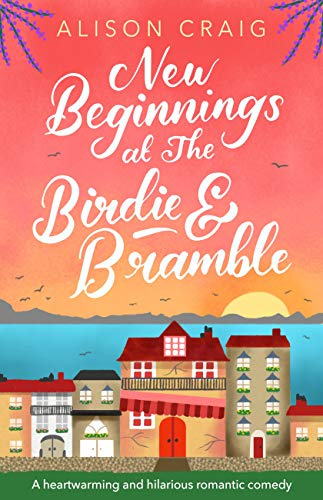 ALISON CRAIG
New
Beginnings
at The
Birdie &
Bramble
A heartwarming and hilarious romantic comedy